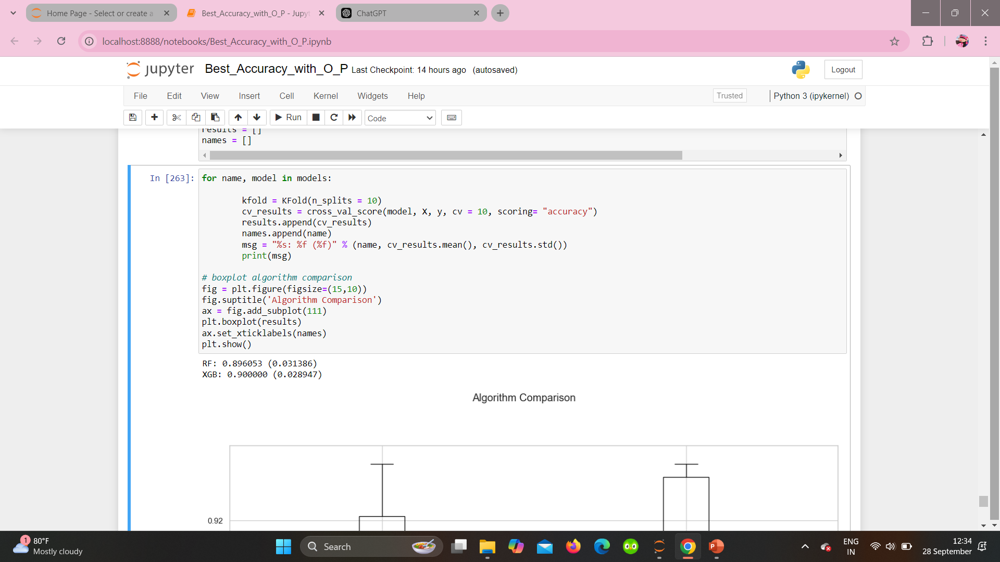 Home Page - Select or create a
Best_Accuracy_with_O_P - Jupyt
ChatGPT
localhost:8888/notebooks/Best_Accuracy_with_O_P.ipynb
jupyter Best_Accuracy_with_O_P Last Checkpoint: 14 hours ago (autosaved)
Logout
File Edit View Insert Cell Kernel Widgets Help
Trusted
Python 3 (ipykernel)
Run
Code
results = []
names = []
In [263]:
for name, model in models:
kfold = KFold(n_splits = 10)
cv_results = cross_val_score(model, X, y, cv = 10, scoring= "accuracy")
results.append(cv_results)
names.append(name)
msg = "%s: %f (%f)" % (name, cv_results.mean(), cv_results.std())
print(msg)
# boxplot algorithm comparison
fig = plt.figure(figsize=(15,10))
fig.suptitle('Algorithm Comparison')
ax = fig.add_subplot(111)
plt.boxplot(results)
ax.set_xticklabels(names)
plt.show()
RF: 0.896053 (0.031386)
XGB: 0.900000 (0.028947)
Algorithm Comparison
0.92
1
80°F
Mostly cloudy
Search
ENG
IN
12:34
28 September